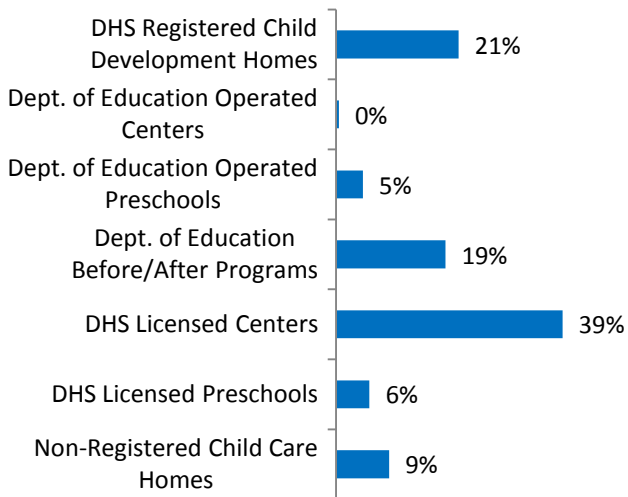 DHS Registered Child
Development Homes
21%
Dept. of Education Operated
Centers
0%
Dept. of Education Operated
Preschools
5%
Dept. of Education
Before/After Programs
19%
DHS Licensed Centers
39%
DHS Licensed Preschools
6%
Non-Registered Child Care
Homes
9%